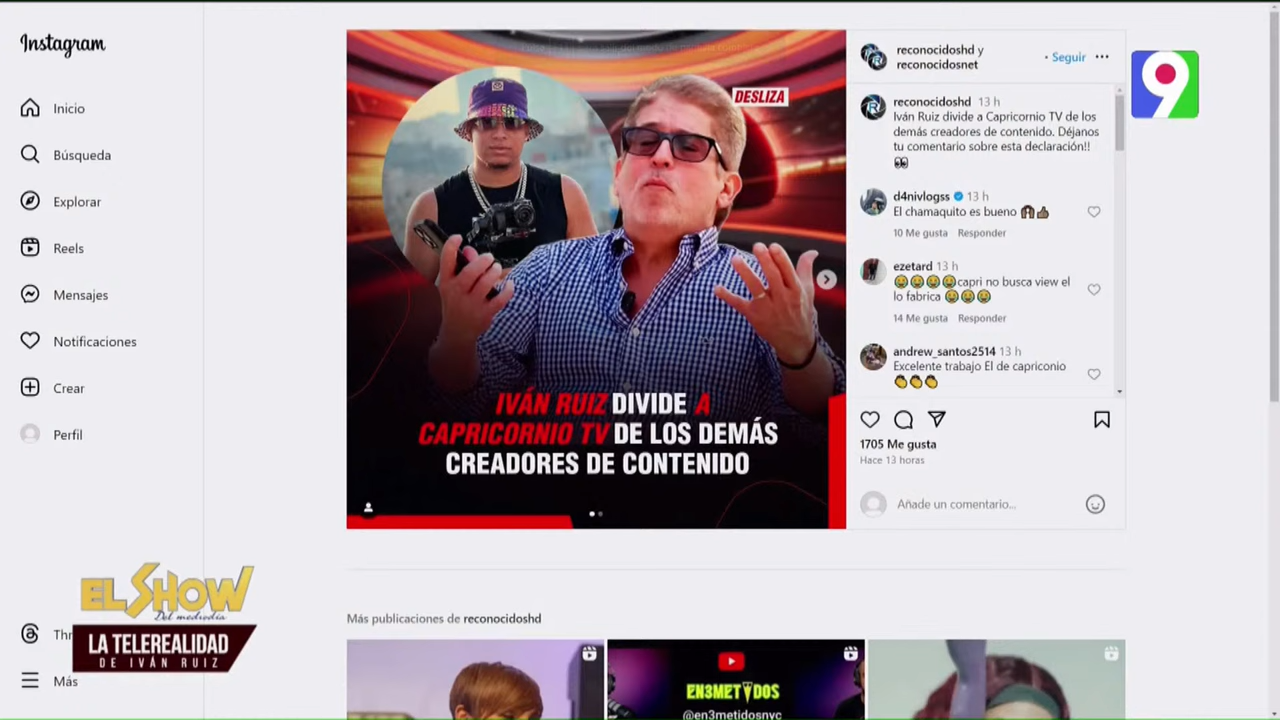 Instagram
Inicio
Búsqueda
Explorar
Reels
Mensajes
Notificaciones
Crear
Perfil
Más
DESLIZA
IVÁN RUIZ DIVIDE A
CAPRICORNIO TV DE LOS DEMÁS
CREADORES DE CONTENIDO
reconocidoshd y
reconocidosnet
• Seguir
9
reconocidoshd 13 h
Iván Ruiz divide a Capricornio TV de los
demás creadores de contenido. Déjanos
tu comentario sobre esta declaración!!
👀
d4nivlogss 13 h
El chamaquito es bueno
10 Me gusta Responder
ezetard 13 h
😭😭😭😭capri no busca view el
lo fabrica 😭😭😭
14 Me gusta Responder
andrew_santos2514 13 h
Excelente trabajo El de capriconio
👏👏👏
1705 Me gusta
Hace 13 horas
Añade un comentario...
EL SHOW
Del mediodía
LA TELEREALIDAD
DE IVÁN RUIZ
Más publicaciones de reconocidoshd
EN3MET DOS
@en3metidosnyc